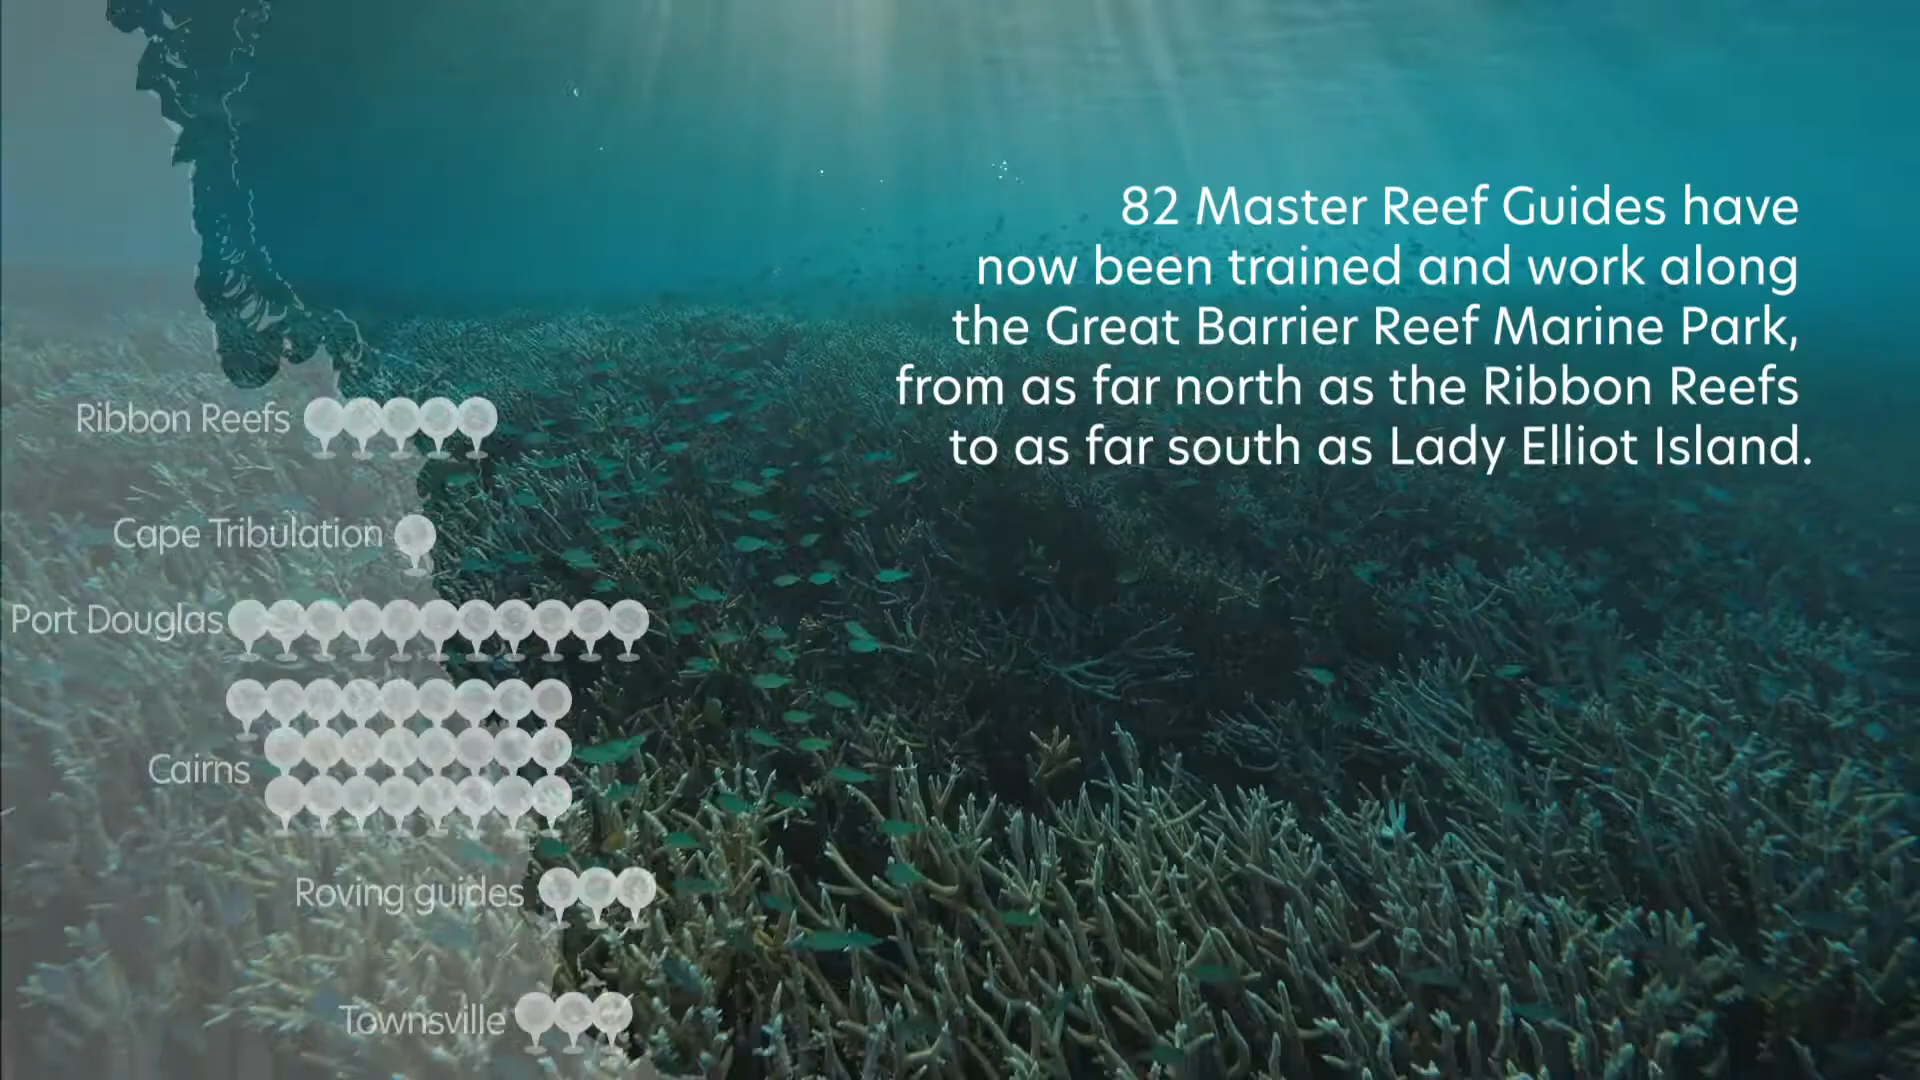 82 Master Reef Guides have
now been trained and work along
the Great Barrier Reef Marine Park,
from as far north as the Ribbon Reefs
to as far south as Lady Elliot Island.
Ribbon Reefs
Cape Tribulation
Port Douglas
Cairns
Roving guides
Townsville